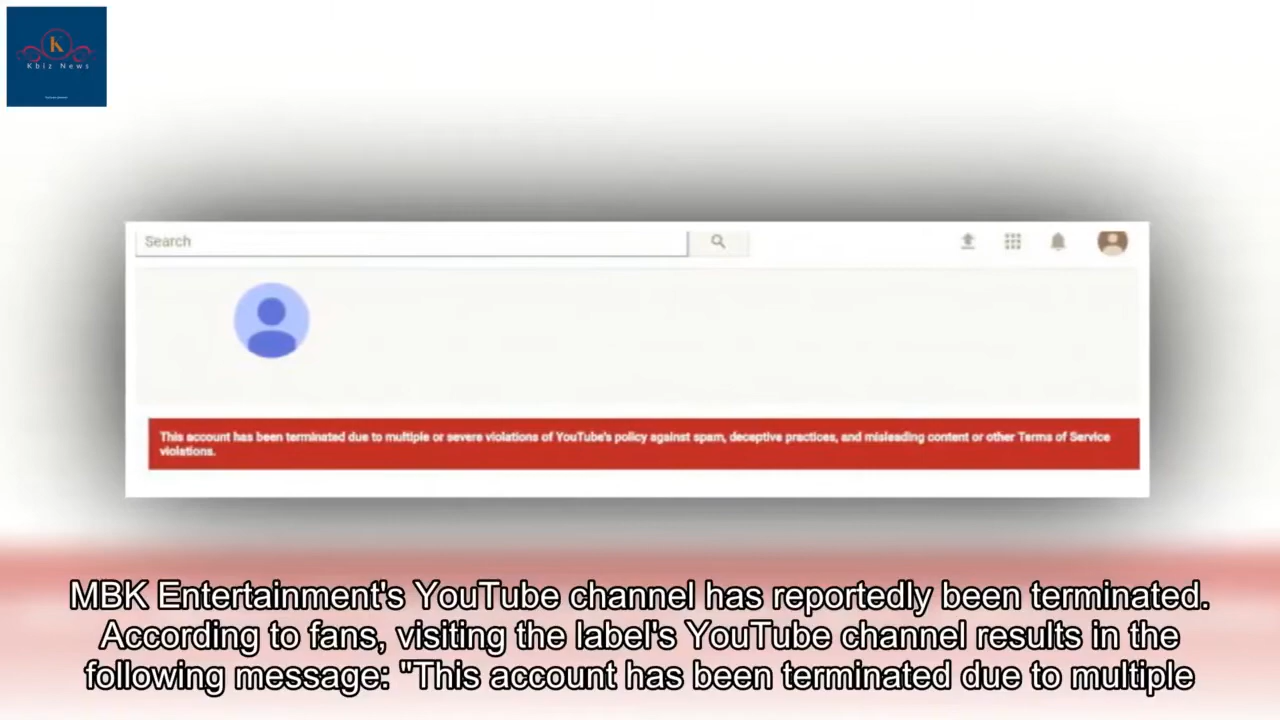 K
Kbiz News
Search
This account has been terminated due to multiple or severe violations of YouTube's policy against spam, deceptive practices, and misleading content or other Terms of Service
violations.
MBK Entertainment's YouTube channel has reportedly been terminated.
According to fans, visiting the label's YouTube channel results in the
following message: "This account has been terminated due to multiple